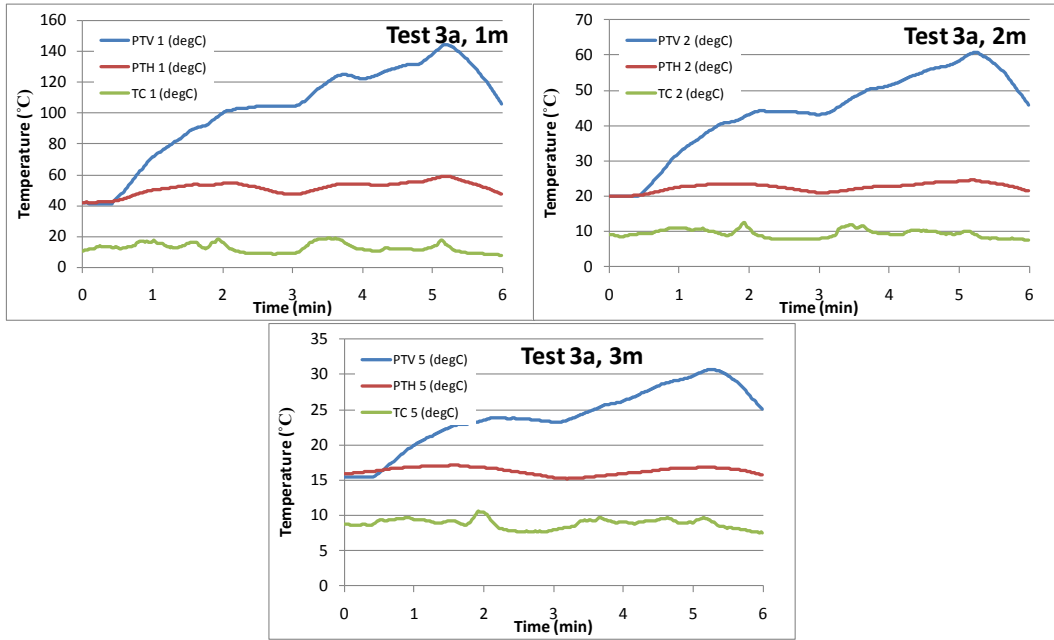 Test 3a, 1m
PTV 1 (degC)
PTH 1 (degC)
TC 1 (degC)
Temperature (°C)
160
140
120
100
80
60
40
20
0
0 1 2 3 4 5 6
Time (min)
Test 3a, 2m
PTV 2 (degC)
PTH 2 (degC)
TC 2 (degC)
Temperature (°C)
70
60
50
40
30
20
10
0
0 1 2 3 4 5 6
Time (min)
Test 3a, 3m
PTV 5 (degC)
PTH 5 (degC)
TC 5 (degC)
Temperature (°C)
35
30
25
20
15
10
5
0
0 1 2 3 4 5 6
Time (min)